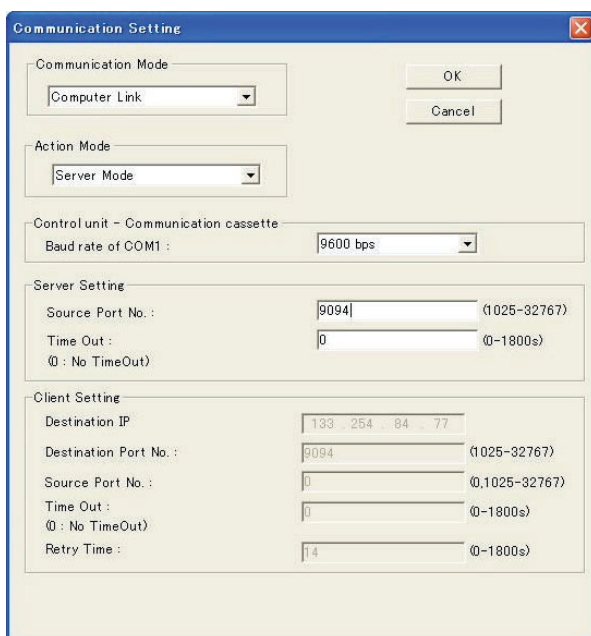 Communication Setting
Communication Mode
Computer Link
OK
Cancel
Action Mode
Server Mode
Control unit - Communication cassette
Baud rate of COM1 :
9600 bps
Server Setting
Source Port No. :
9094
(1025-32767)
Time Out :
0
(0-1800s)
(0 : No TimeOut)
Client Setting
Destination IP
133 . 254 . 84 . 77
Destination Port No. :
9094
(1025-32767)
Source Port No. :
0
(0,1025-32767)
Time Out :
0
(0-1800s)
(0 : No TimeOut)
Retry Time :
14
(0-1800s)